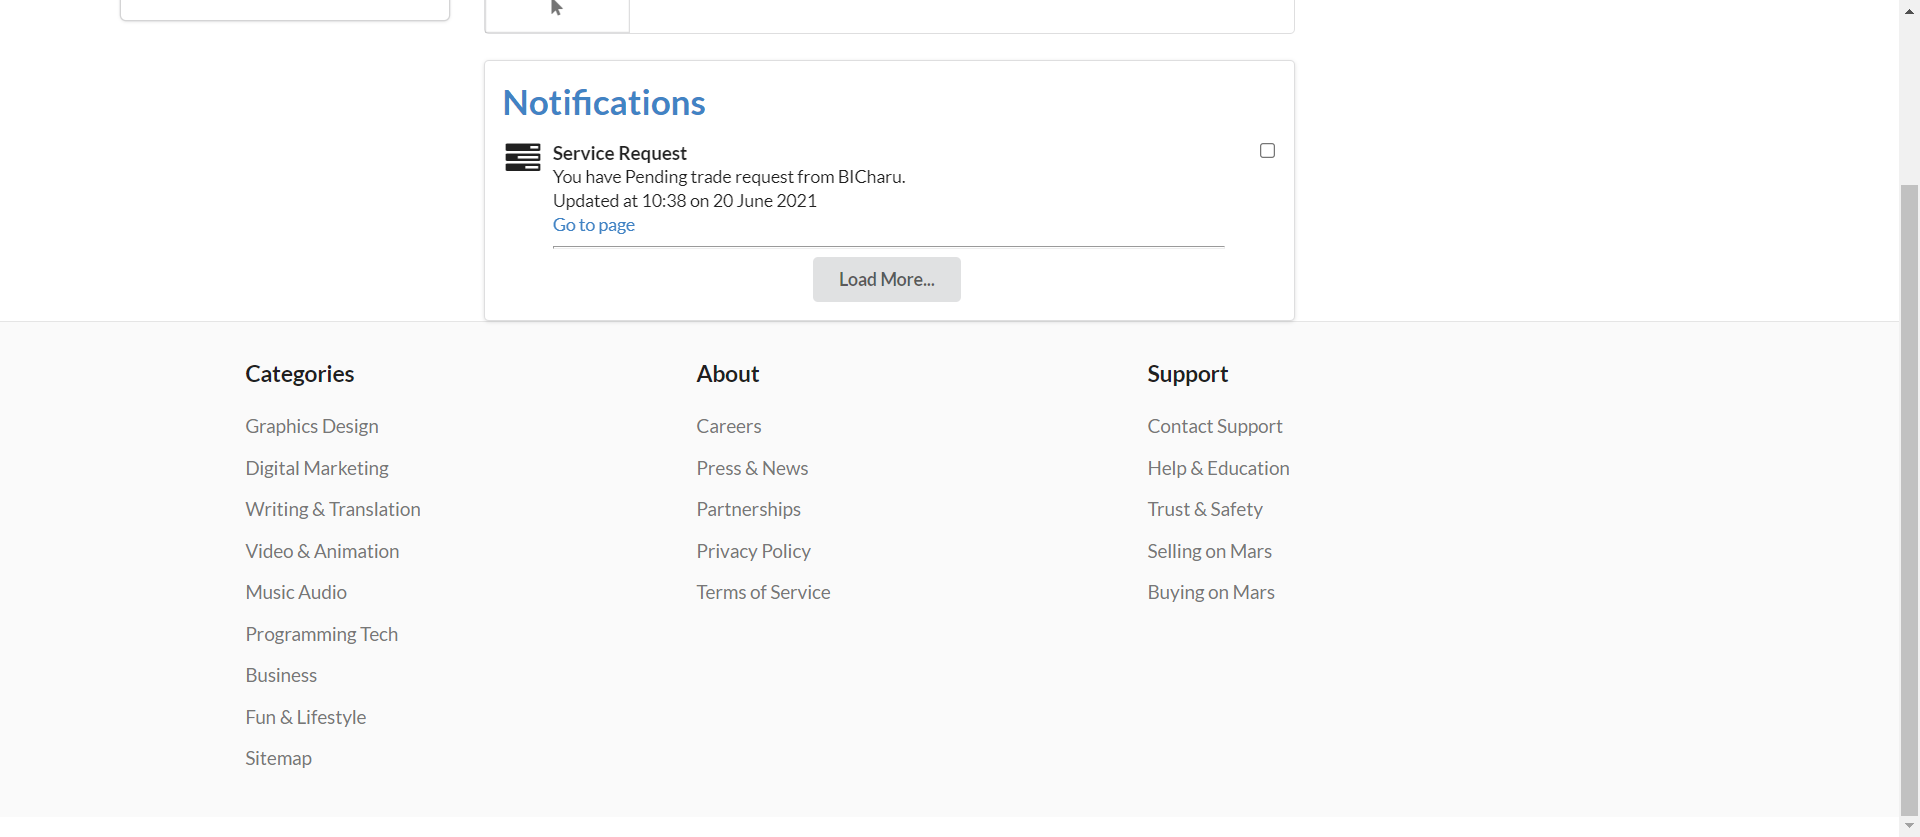 Notifications
Service Request
You have Pending trade request from BICharu.
Updated at 10:38 on 20 June 2021
Go to page
Load More...
Categories
Graphics Design
Digital Marketing
Writing & Translation
Video & Animation
Music Audio
Programming Tech
Business
Fun & Lifestyle
Sitemap
About
Careers
Press & News
Partnerships
Privacy Policy
Terms of Service
Support
Contact Support
Help & Education
Trust & Safety
Selling on Mars
Buying on Mars